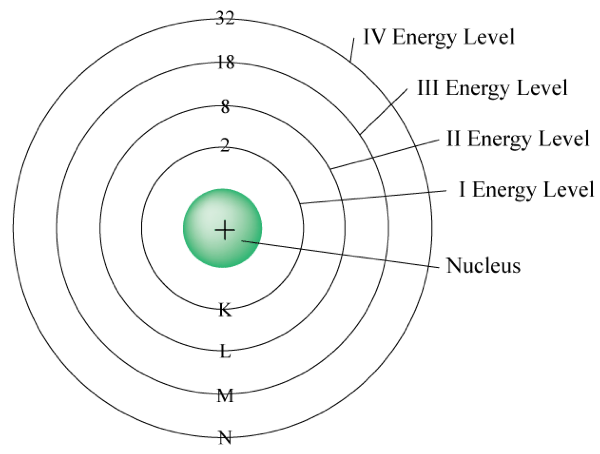 32
IV Energy Level
18
III Energy Level
8
II Energy Level
2
I Energy Level
+
Nucleus
K
L
M
N